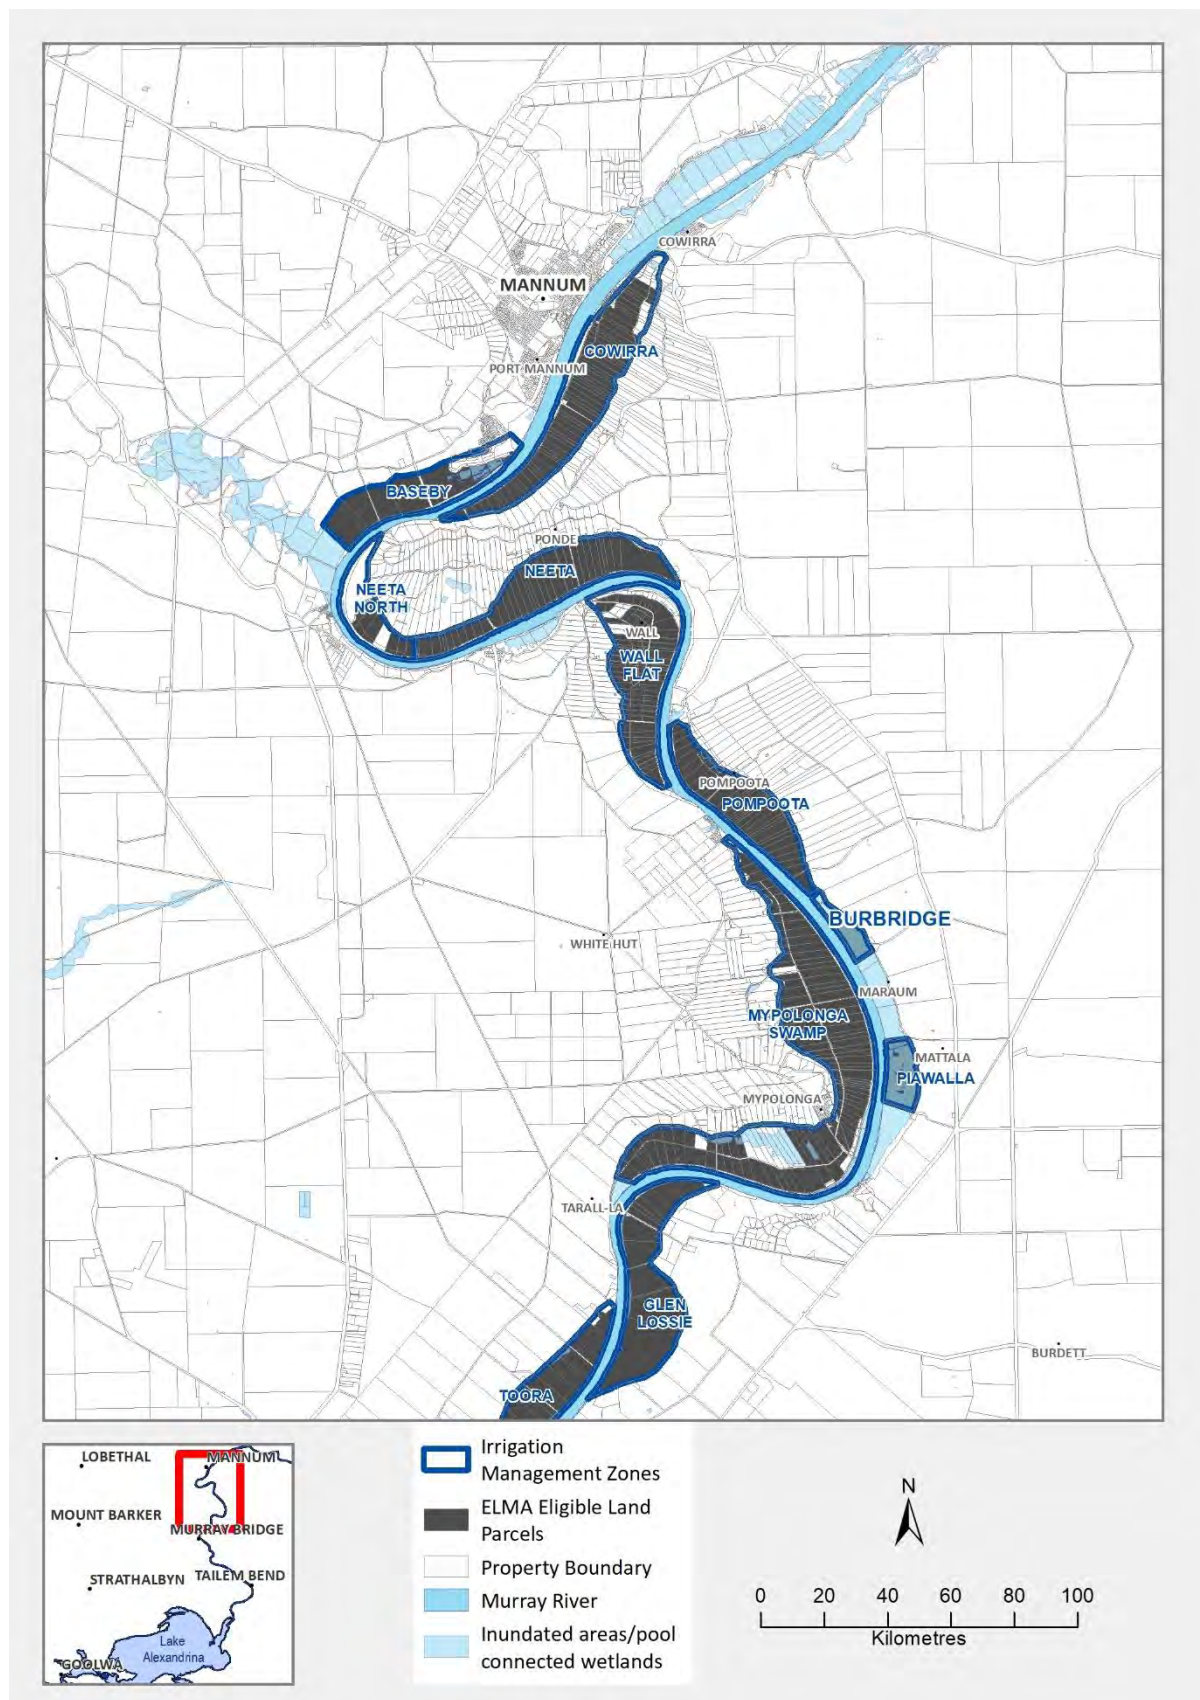 COWIRRA
MANNUM
COWIRRA
PORT MANNUM
BASEBY
PONDE
NEETA
NEETA
NORTH
WALL
WALL
FLAT
POMPOOTA
POMPOOTA
BURBRIDGE
WHITE HUT
MARAUM
MYPOLONGA
SWAMP
MATTALA
PIAWALLA
MYPOLONGA
TARALL-LA
GLEN
LOSSIE
BURDETT
TOORA
LOBETHAL
MANNUM
MOUNT BARKER
MURRAY BRIDGE
STRATHALBYN
TAILEM BEND
Lake
Alexandrina
GOOLWA
Irrigation
Management Zones
ELMA Eligible Land
Parcels
Property Boundary
Murray River
Inundated areas/pool
connected wetlands
N
0 20 40 60 80 100
Kilometres